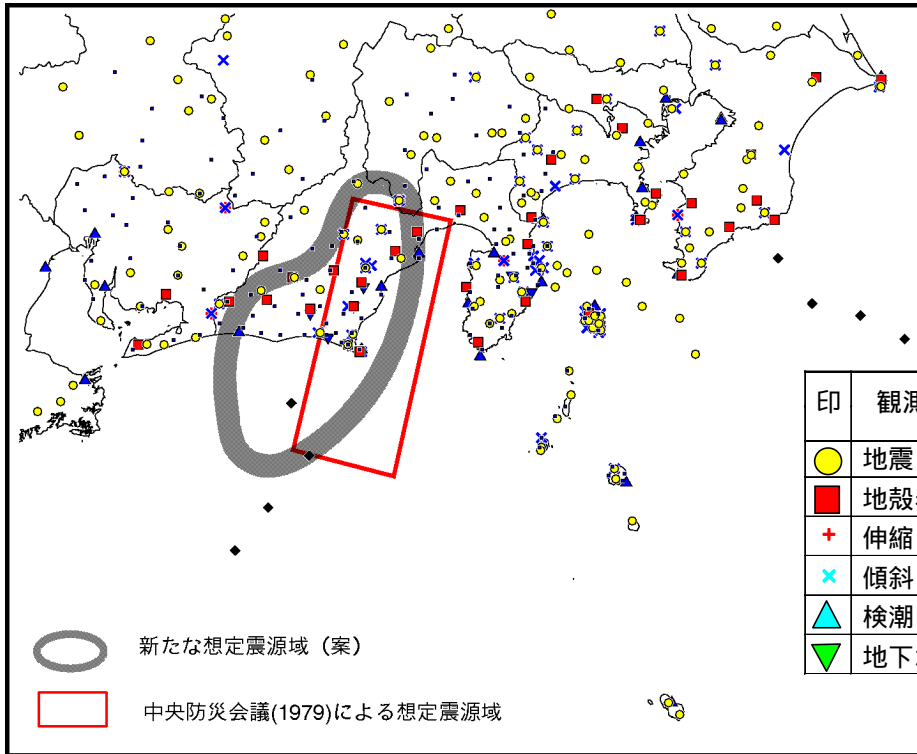 印 観測
地震
地殻
伸縮
傾斜
検潮
地下
新たな想定震源域（案）
中央防災会議(1979)による想定震源域